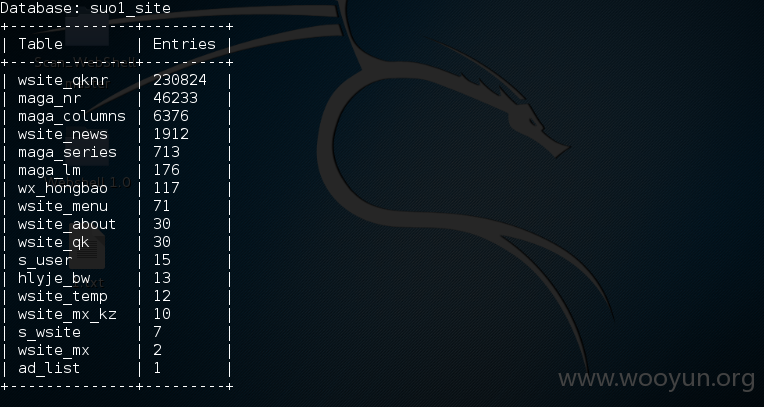 Database: suo1_site
+--------------+---------+
| Table        | Entries |
+--------------+---------+
| wsite_qknr   | 230824  |
| maga_nr      | 46233   |
| maga_columns | 6376    |
| wsite_news   | 1912    |
| maga_series  | 713     |
| maga_lm      | 176     |
| wx_hongbao   | 117     |
| wsite_menu   | 71      |
| wsite_about  | 30      |
| wsite_qk     | 30      |
| s_user       | 15      |
| hlyje_bw     | 13      |
| wsite_temp   | 12      |
| wsite_mx_kz  | 10      |
| s_wsite      | 7       |
| wsite_mx     | 2       |
| ad_list      | 1       |
+--------------+---------+
www.wooyun.org